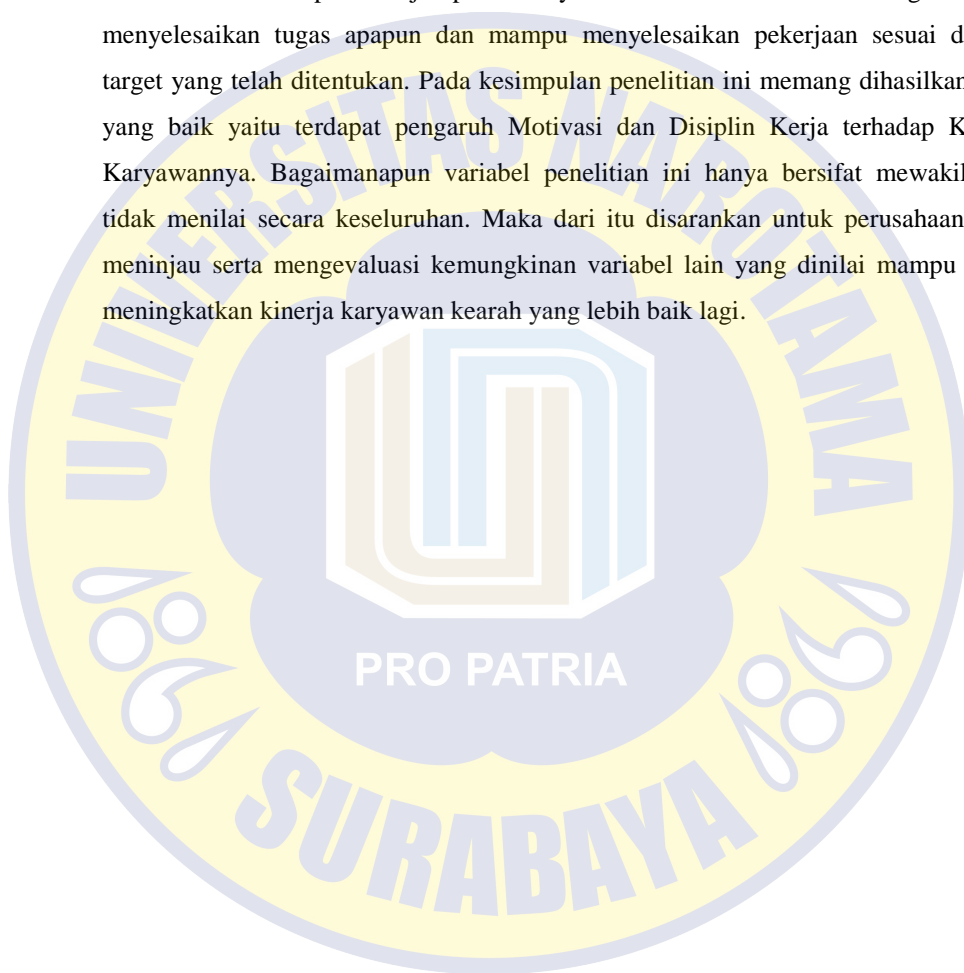 menyelesaikan tugas apapun dan mampu menyelesaikan pekerjaan sesuai d
target yang telah ditentukan. Pada kesimpulan penelitian ini memang dihasilkan
yang baik yaitu terdapat pengaruh Motivasi dan Disiplin Kerja terhadap K
Karyawannya. Bagaimanapun variabel penelitian ini hanya bersifat mewakil
tidak menilai secara keseluruhan. Maka dari itu disarankan untuk perusahaan
meninjau serta mengevaluasi kemungkinan variabel lain yang dinilai mampu
meningkatkan kinerja karyawan kearah yang lebih baik lagi.
UNIVERSITAS NAROTAMA
PRO PATRIA
SURABAYA